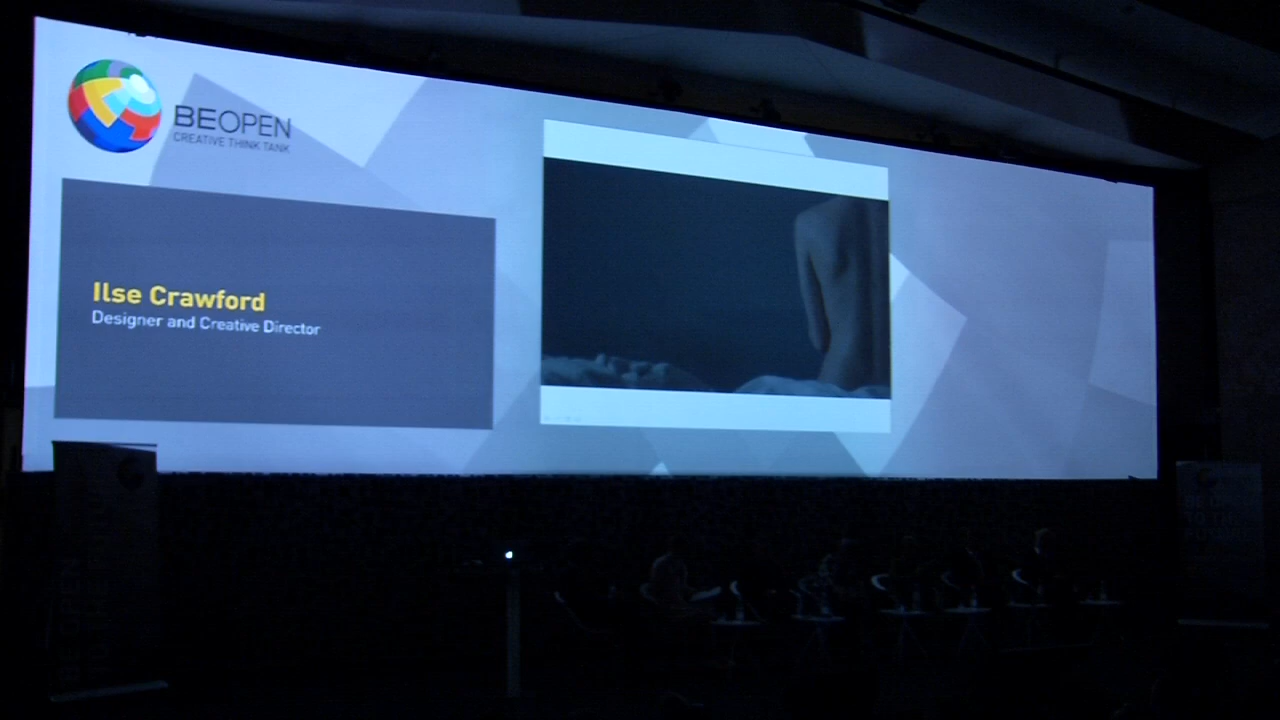 BEOPEN
CREATIVE THINK TANK
Ilse Crawford
Designer and Creative Director